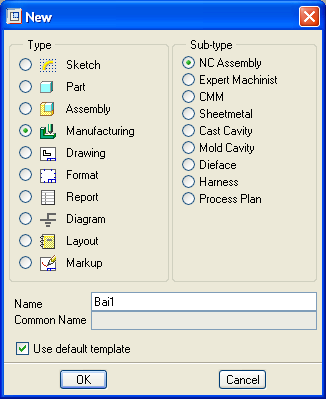 New
Type
Sub-type
Sketch
NC Assembly
Part
Expert Machinist
Assembly
CMM
Manufacturing
Sheetmetal
Drawing
Cast Cavity
Format
Mold Cavity
Report
Dieface
Diagram
Harness
Layout
Process Plan
Markup
Name
Bai1
Common Name
Use default template
OK
Cancel